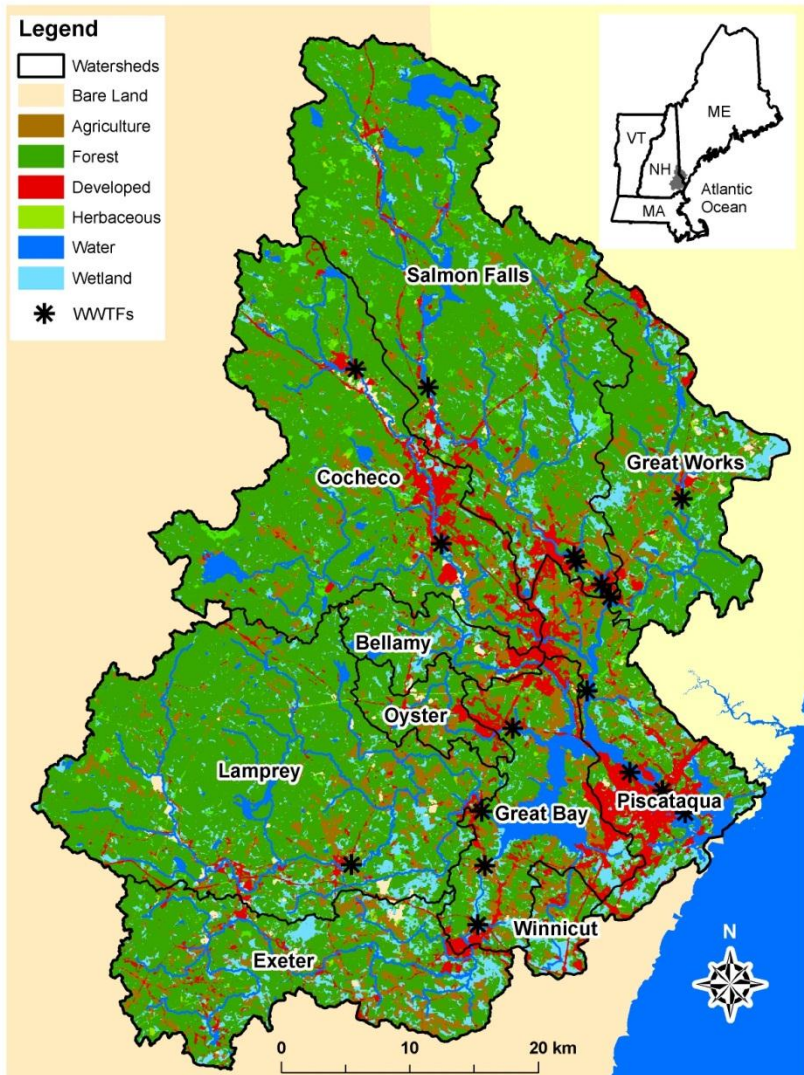 Legend
Watersheds
Bare Land
Agriculture
Forest
Developed
Herbaceous
Water
Wetland
WWTFs
ME
VT
NH
Atlantic
Ocean
MA
Salmon Falls
Great Works
Cocheco
Bellamy
Oyster
Lamprey
Great Bay
Piscataqua
Winnicut
Exeter
N
0 10 20 km